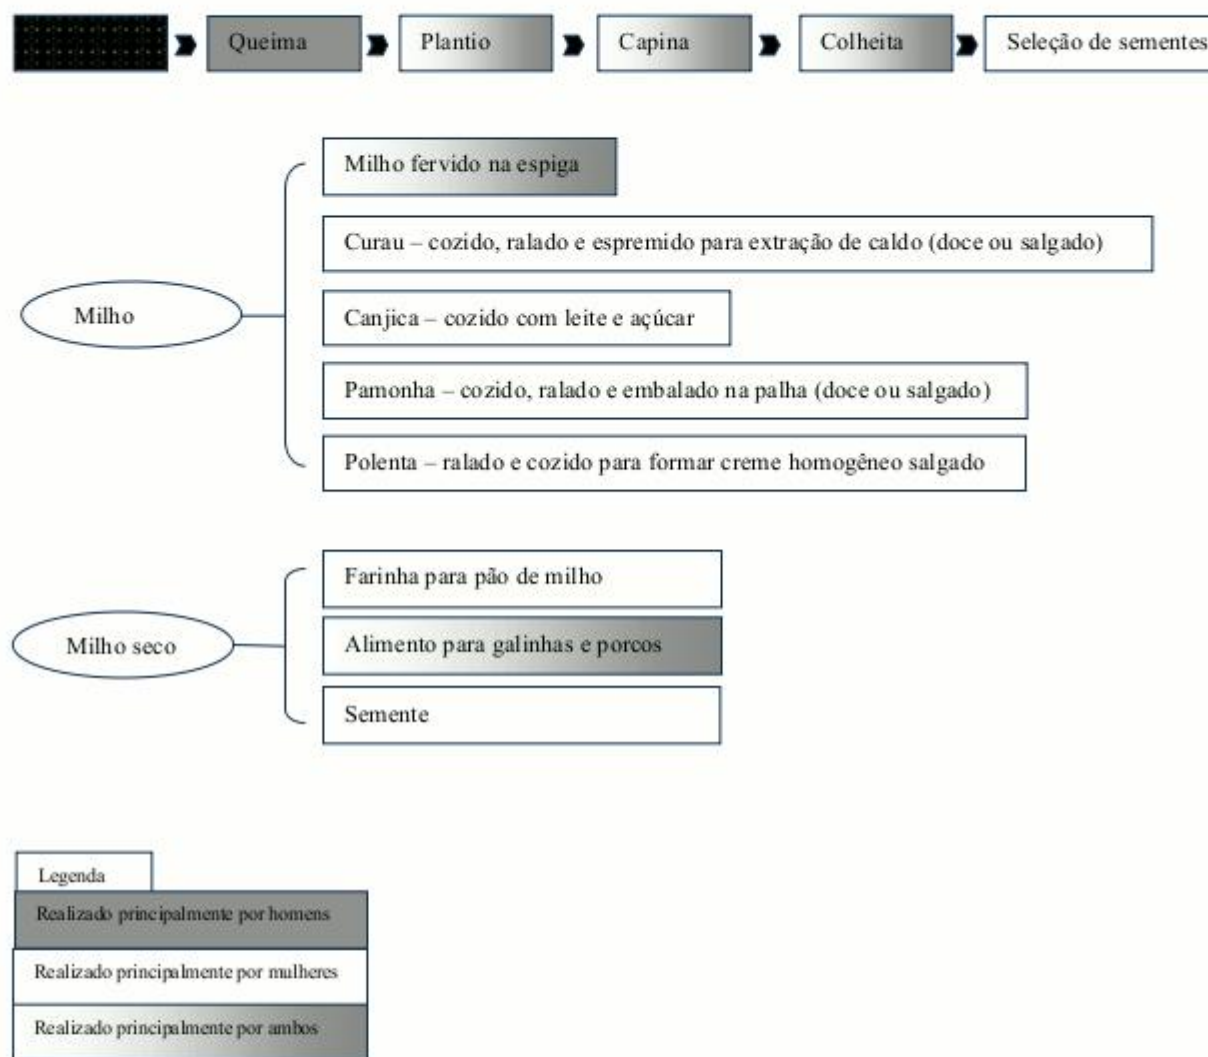 Queima
Plantio
Capina
Colheita
Seleção de sementes
Milho fervido na espiga
Curau – cozido, ralado e espremido para extração de caldo (doce ou salgado)
Milho
Canjica – cozido com leite e açúcar
Pamonha – cozido, ralado e embalado na palha (doce ou salgado)
Polenta – ralado e cozido para formar creme homogêneo salgado
Farinha para pão de milho
Milho seco
Alimento para galinhas e porcos
Semente
Legenda
Realizado principalmente por homens
Realizado principalmente por mulheres
Realizado principalmente por ambos